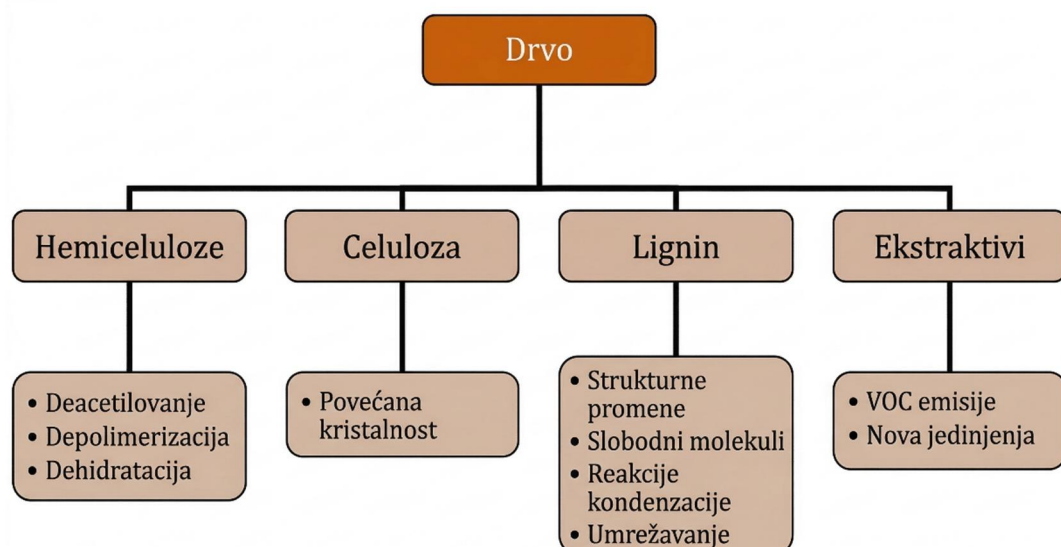 Drvo
Hemiceluloze
Celuloza
Lignin
Ekstraktivi
• Deacetilovanje
• Depolimerizacija
• Dehidratacija
• Povećana
kristalnost
• Strukturne
promene
• Slobodni molekuli
• Reakcije
kondenzacije
• Umrežavanje
• VOC emisije
• Nova jedinjenja